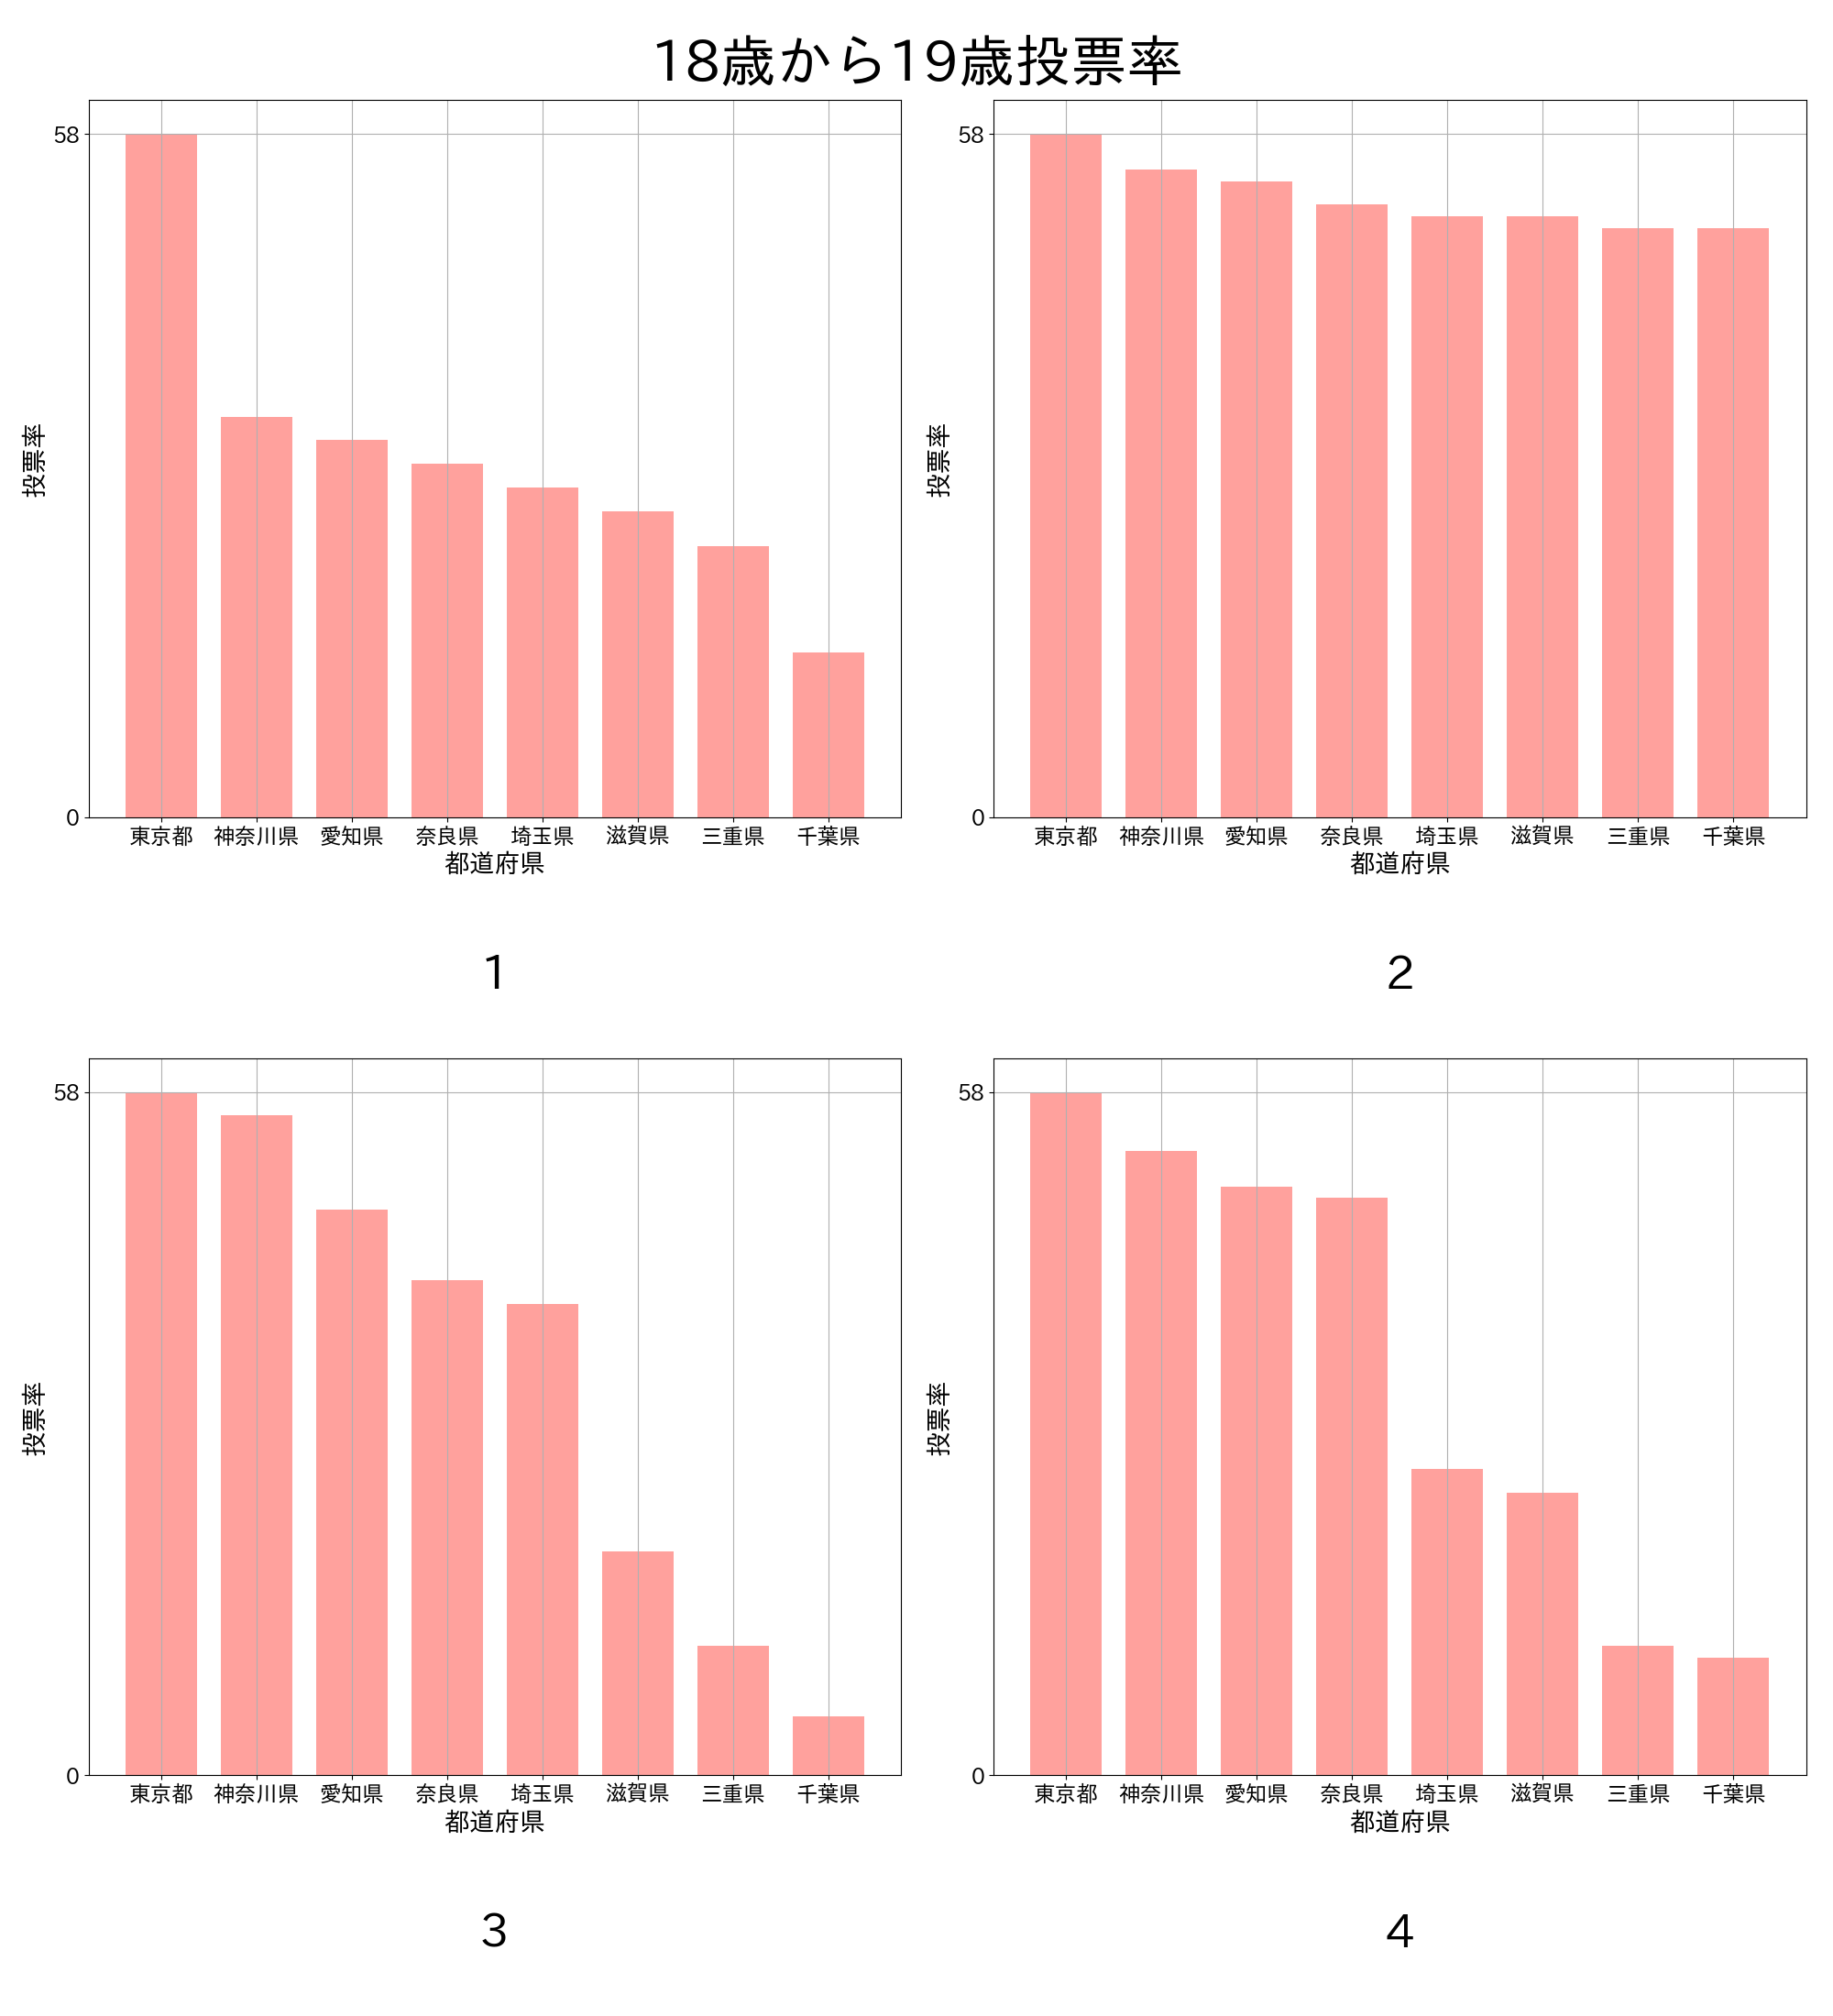 18歳から19歳投票率
58
0
投票率
東京都 神奈川県 愛知県 奈良県 埼玉県 滋賀県 三重県 千葉県
都道府県
1
58
0
投票率
東京都 神奈川県 愛知県 奈良県 埼玉県 滋賀県 三重県 千葉県
都道府県
2
58
0
投票率
東京都 神奈川県 愛知県 奈良県 埼玉県 滋賀県 三重県 千葉県
都道府県
3
58
0
投票率
東京都 神奈川県 愛知県 奈良県 埼玉県 滋賀県 三重県 千葉県
都道府県
4